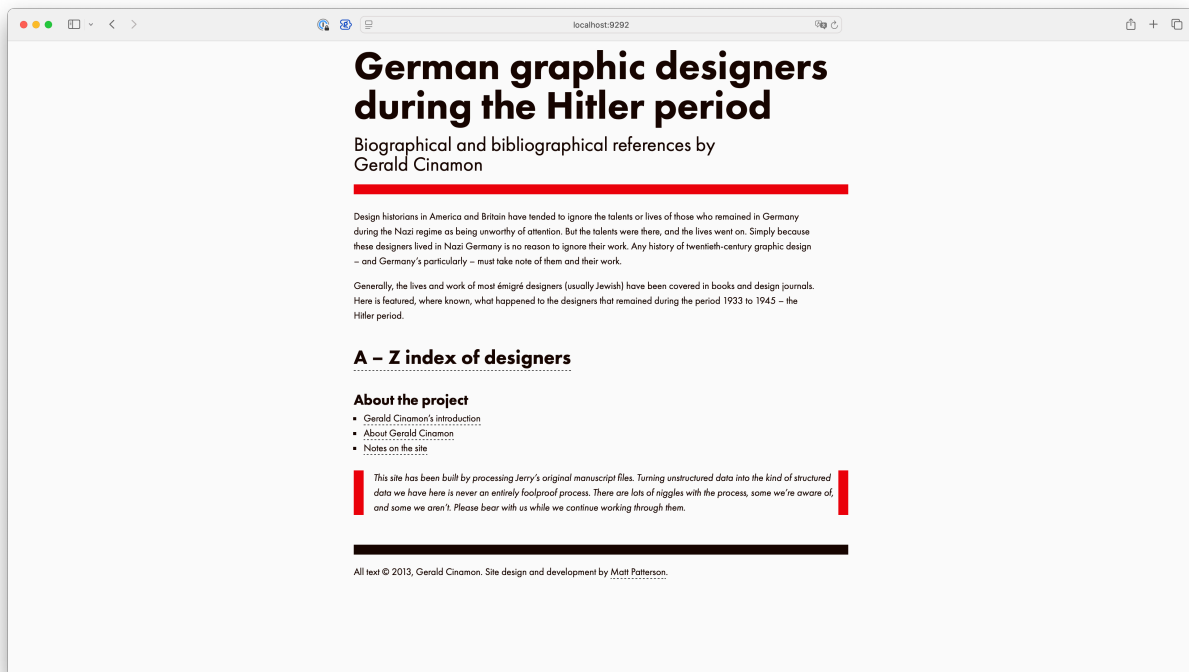 localhost:9292
German graphic designers
during the Hitler period
Biographical and bibliographical references by
Gerald Cinamon
Design historians in America and Britain have tended to ignore the talents or lives of those who remained in Germany
during the Nazi regime as being unworthy of attention. But the talents were there, and the lives went on. Simply because
these designers lived in Nazi Germany is no reason to ignore their work. Any history of twentieth-century graphic design
– and Germany’s particularly – must take note of them and their work.
Generally, the lives and work of most émigré designers (usually Jewish) have been covered in books and design journals.
Here is featured, where known, what happened to the designers that remained during the period 1933 to 1945 – the
Hitler period.
A – Z index of designers
About the project
Gerald Cinamon’s introduction
About Gerald Cinamon
Notes on the site
This site has been built by processing Jerry’s original manuscript files. Turning unstructured data into the kind of structured
data we have here is never an entirely foolproof process. There are lots of niggles with the process, some we’re aware of,
and some we aren’t. Please bear with us while we continue working through them.
All text © 2013, Gerald Cinamon. Site design and development by Matt Patterson.